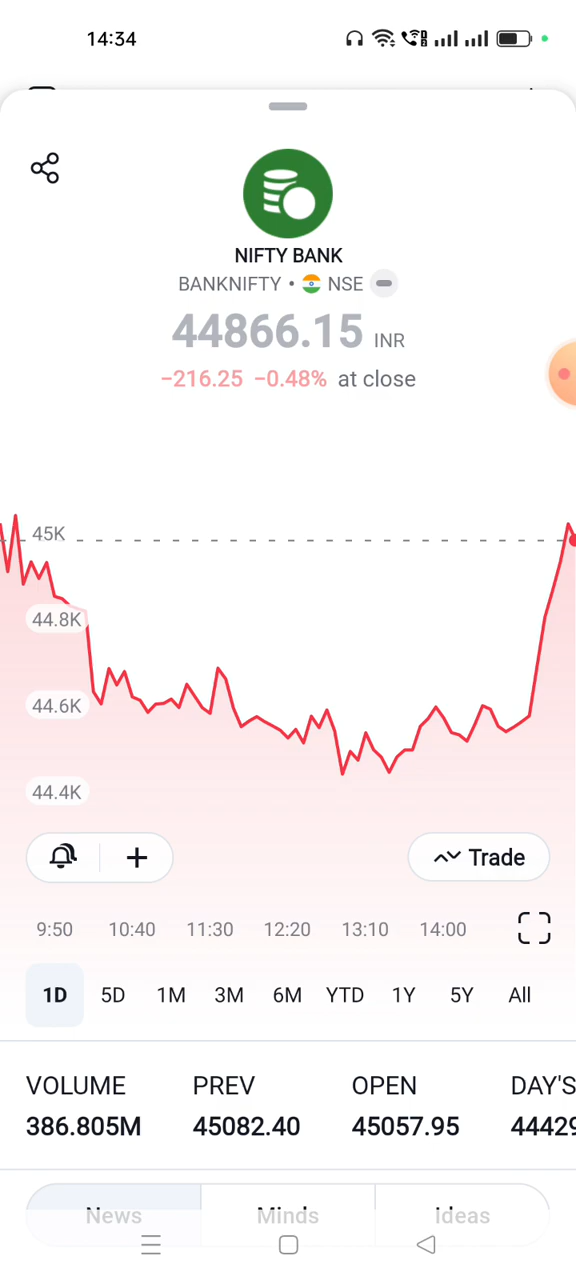 14:34
NIFTY BANK
BANKNIFTY • NSE
44866.15 INR
−216.25 −0.48% at close
45K
44.8K
44.6K
44.4K
Trade
9:50 10:40 11:30 12:20 13:10 14:00
1D 5D 1M 3M 6M YTD 1Y 5Y All
VOLUME PREV OPEN DAY'S
386.805M 45082.40 45057.95 44429
News Minds Ideas